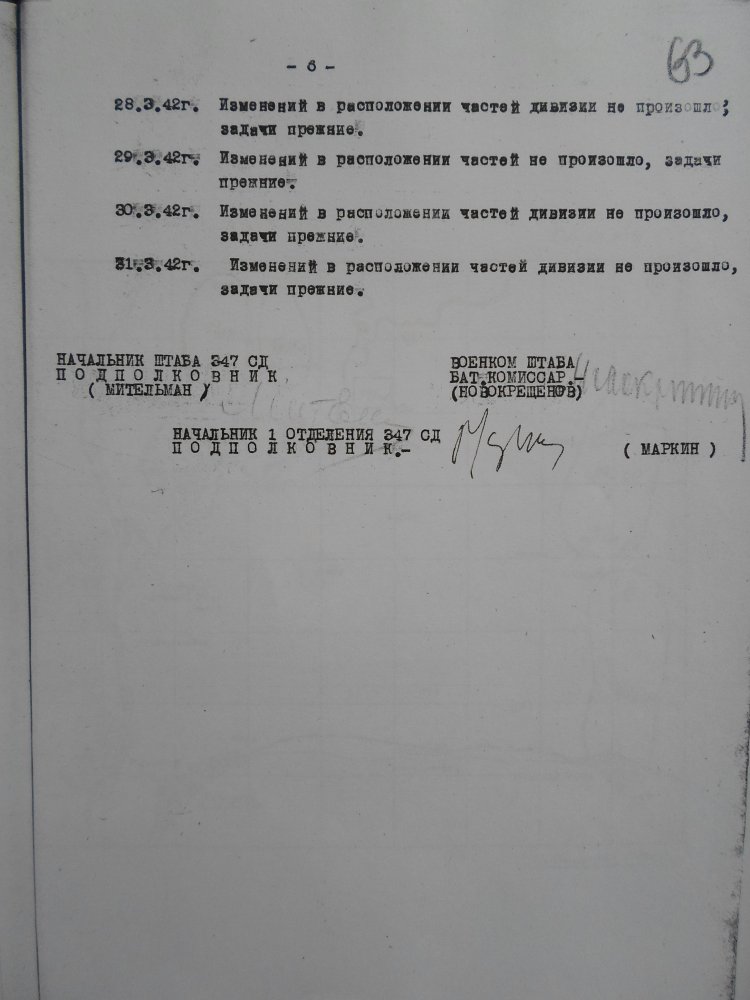 - 6 -
63
28.3.42г. Изменений в расположении частей дивизии не произошло,
задачи прежние.
29.3.42г. Изменений в расположении частей не произошло, задачи
прежние.
30.3.42г. Изменений в расположении частей дивизии не произошло,
задачи прежние.
31.3.42г. Изменений в расположении частей дивизии не произошло,
задачи прежние.
НАЧАЛЬНИК ШТАБА 347 СД
ПОДПОЛКОВНИК
( МИТЕЛЬМАН )
ВОЕНКОМ ШТАБА
БАТ.КОМИССАР.-
(НОВОКРЕЩЕНОВ)
НАЧАЛЬНИК 1 ОТДЕЛЕНИЯ 347 СД
ПОДПОЛКОВНИК.-
( МАРКИН )